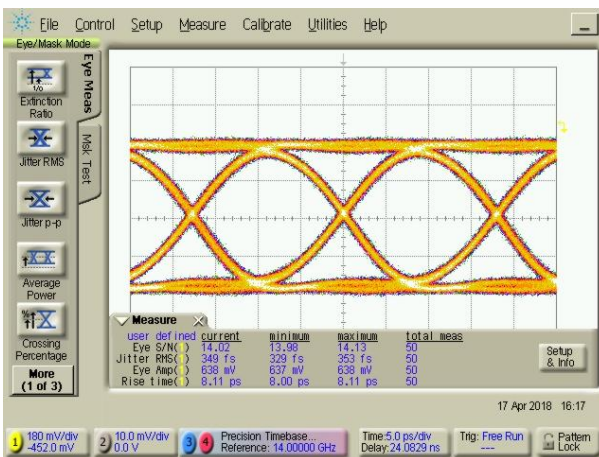 File Control Setup Measure Calibrate Utilities Help
Eye/Mask Mode
Eye Meas
Msk Test
Extinction
Ratio
Jitter RMS
Jitter p-p
Average
Power
Crossing
Percentage
More
(1 of 3)
Measure
user defined current minimum maximum total meas
Eye S/N(1) 14.02 13.98 14.13 50
Jitter RMS(1) 349 fs 329 fs 353 fs 50
Eye Amp(1) 638 mV 637 mV 638 mV 50
Rise time(1) 8.11 ps 8.00 ps 8.11 ps 50
Setup
& Info
17 Apr 2018 16:17
1 180 mV/div
-452.0 mV
2 10.0 mV/div
0.0 V
3 4 Precision Timebase...
Reference: 14.00000 GHz
Time:5.0 ps/div
Delay:24.0829 ns
Trig: Free Run
---
Pattern
Lock